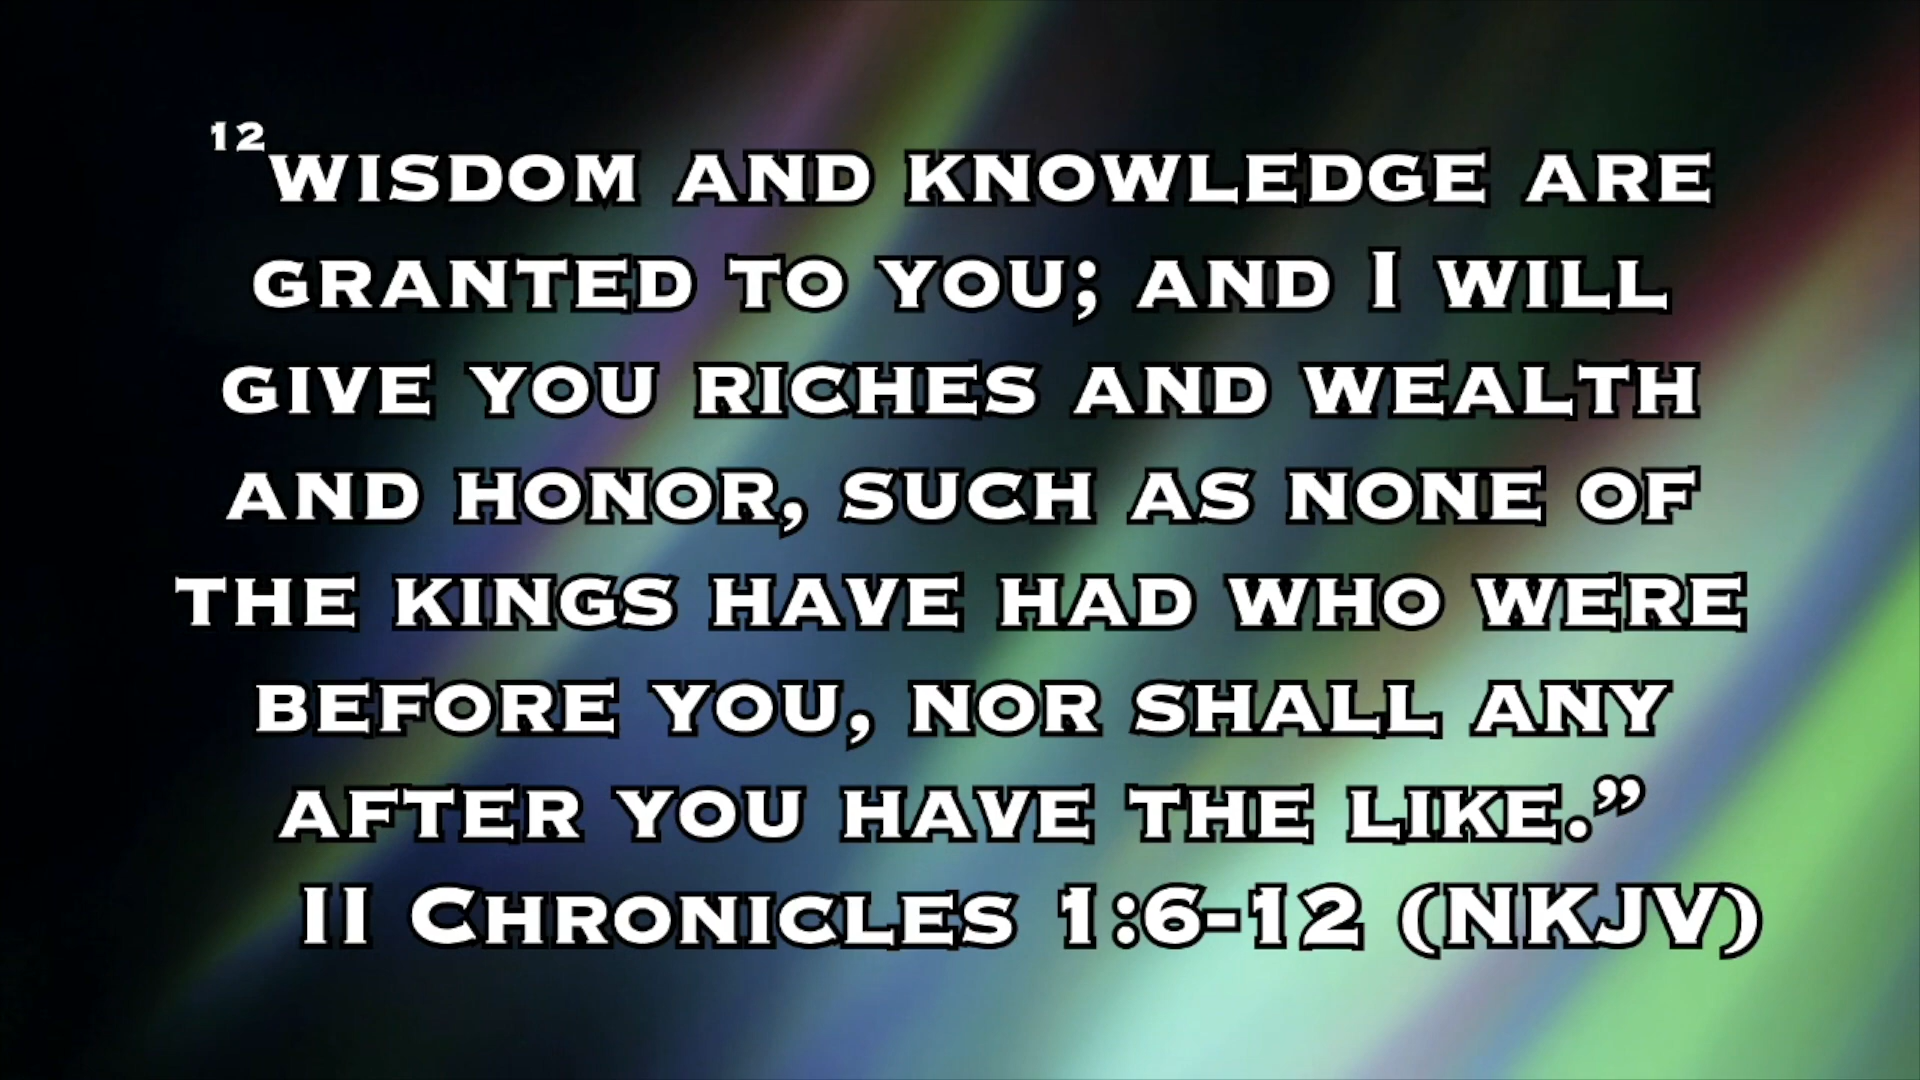 12 WISDOM AND KNOWLEDGE ARE
GRANTED TO YOU; AND I WILL
GIVE YOU RICHES AND WEALTH
AND HONOR, SUCH AS NONE OF
THE KINGS HAVE HAD WHO WERE
BEFORE YOU, NOR SHALL ANY
AFTER YOU HAVE THE LIKE.”
II CHRONICLES 1:6-12 (NKJV)